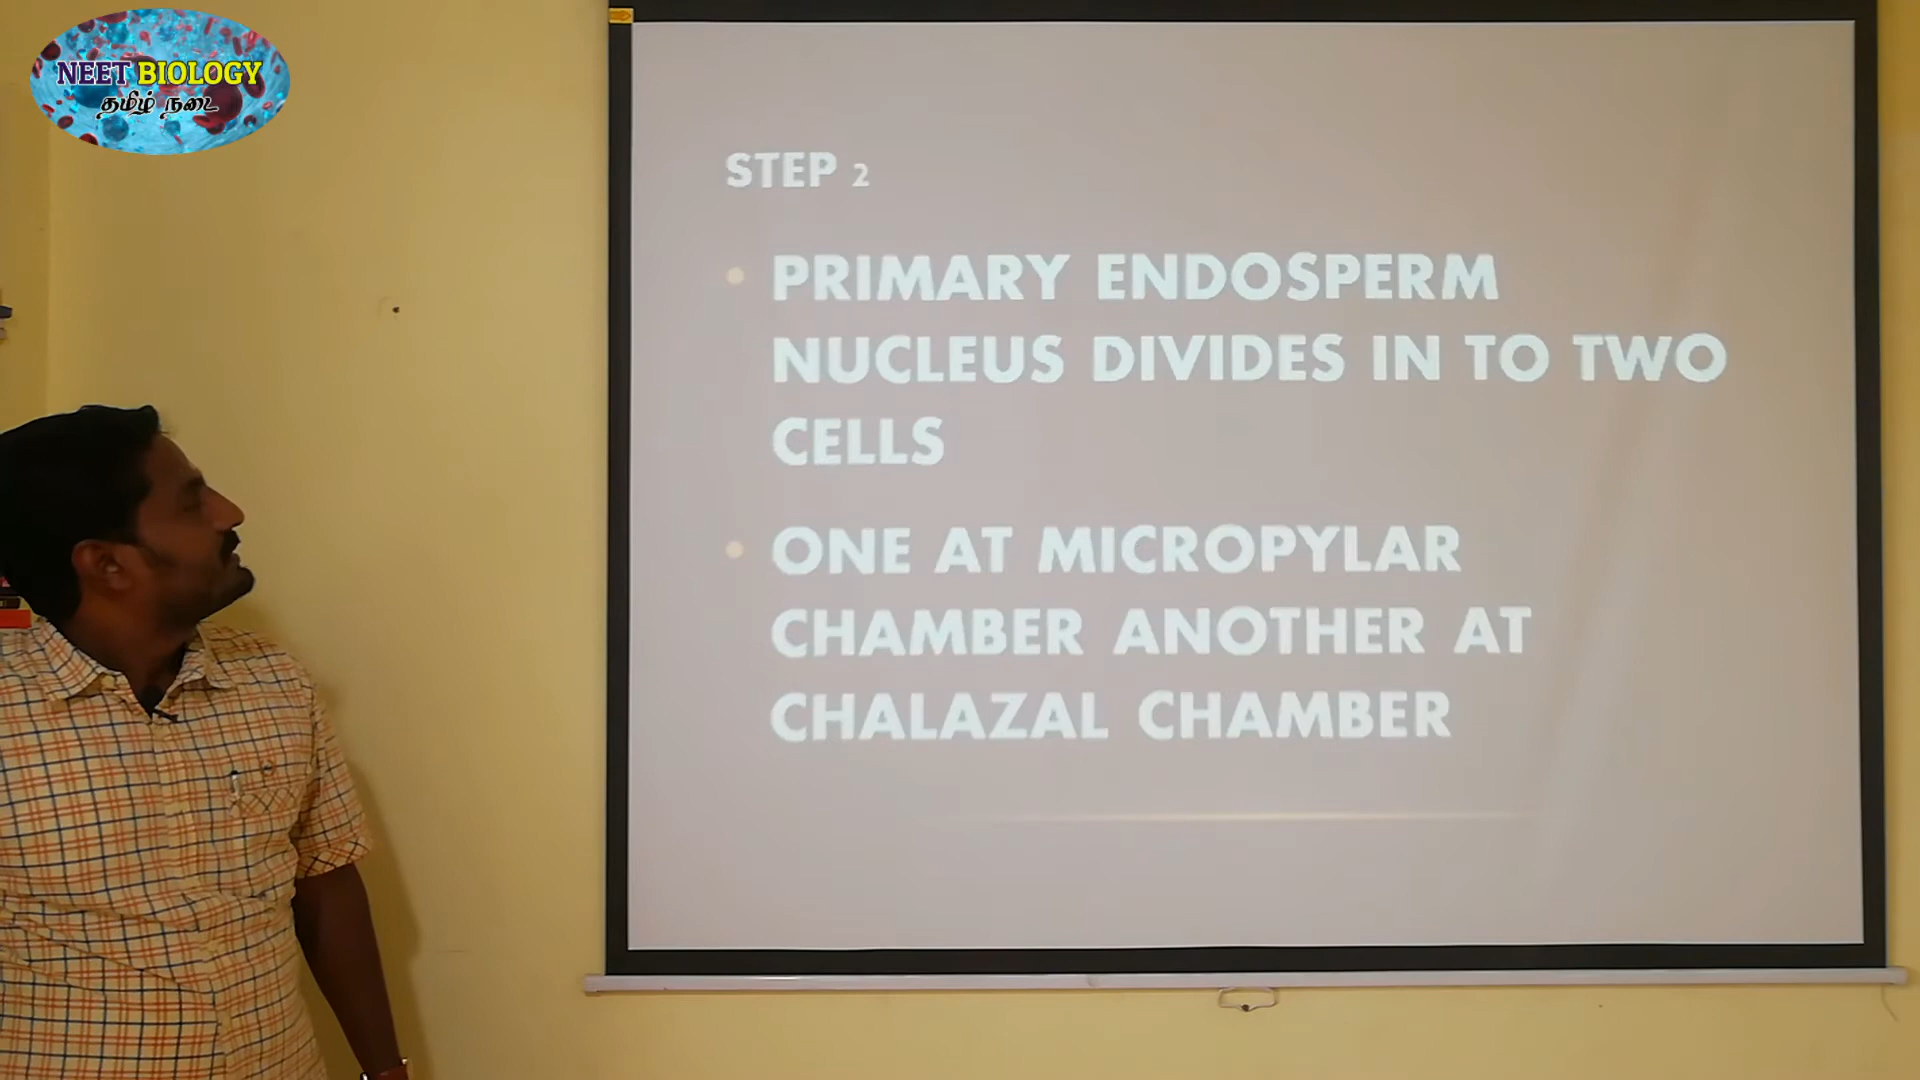 NEET BIOLOGY
தமிழ் நடை
STEP 2
• PRIMARY ENDOSPERM
NUCLEUS DIVIDES IN TO TWO
CELLS
• ONE AT MICROPYLAR
CHAMBER ANOTHER AT
CHALAZAL CHAMBER